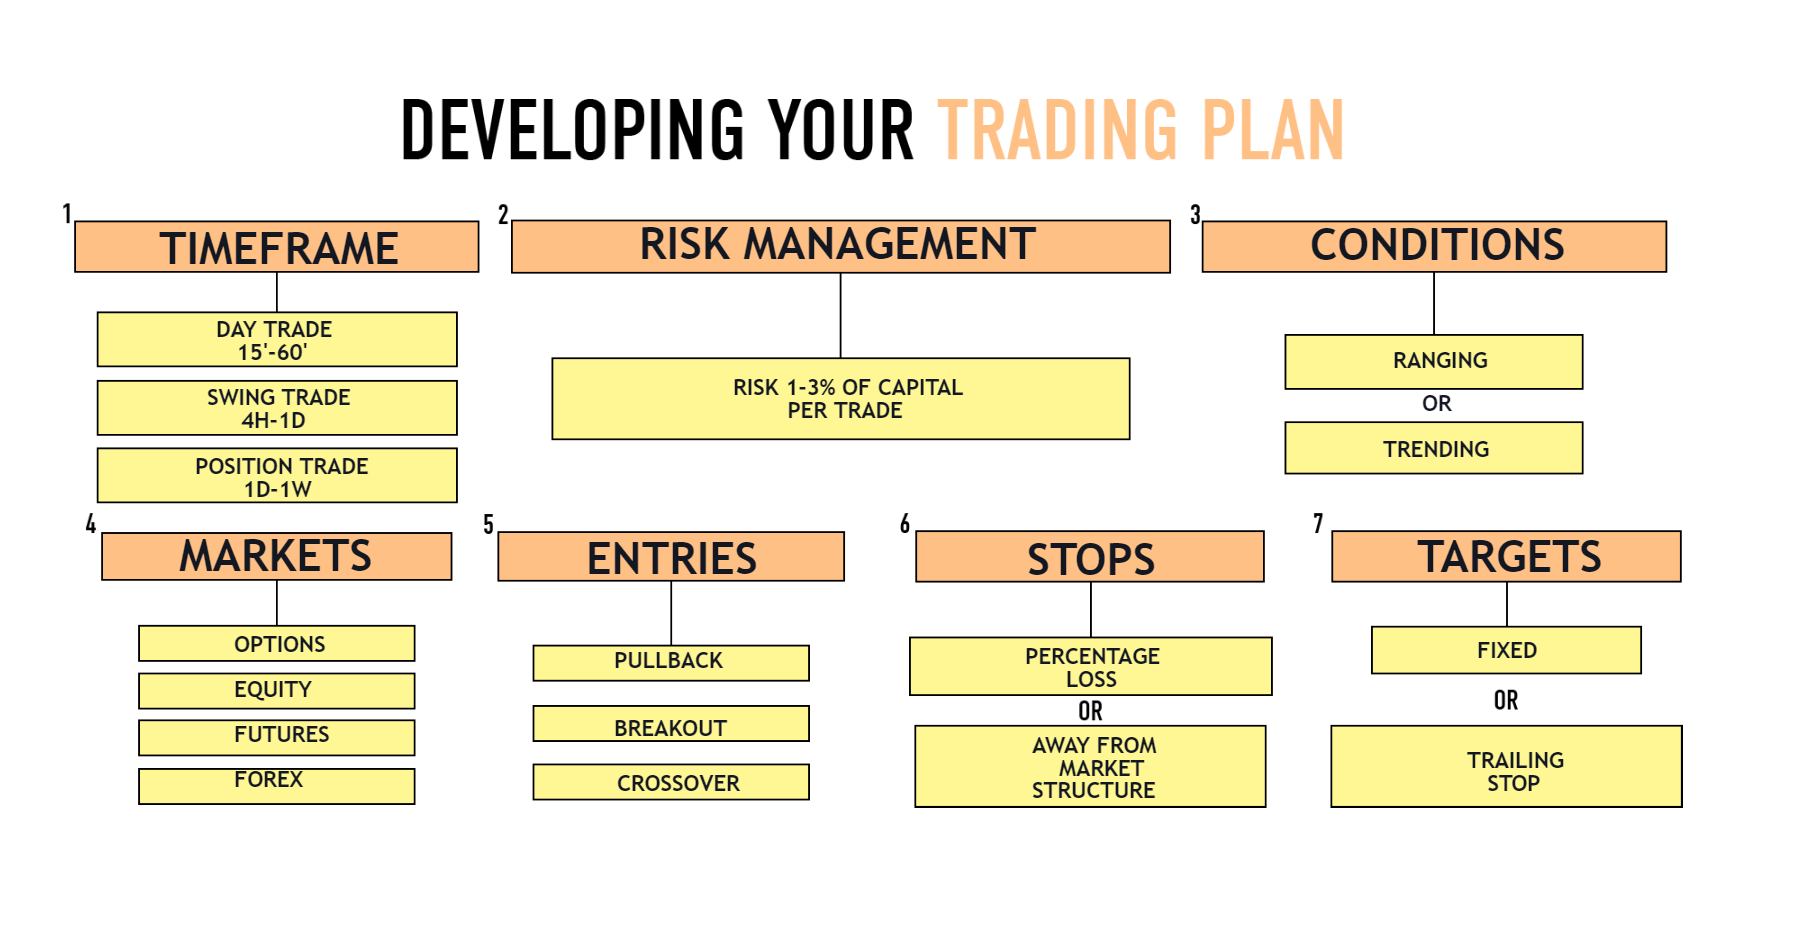 DEVELOPING YOUR TRADING PLAN
1
TIMEFRAME
DAY TRADE
15'-60'
SWING TRADE
4H-1D
POSITION TRADE
1D-1W
2
RISK MANAGEMENT
RISK 1-3% OF CAPITAL
PER TRADE
3
CONDITIONS
RANGING
OR
TRENDING
4
MARKETS
OPTIONS
EQUITY
FUTURES
FOREX
5
ENTRIES
PULLBACK
BREAKOUT
CROSSOVER
6
STOPS
PERCENTAGE
LOSS
OR
AWAY FROM
MARKET
STRUCTURE
7
TARGETS
FIXED
OR
TRAILING
STOP